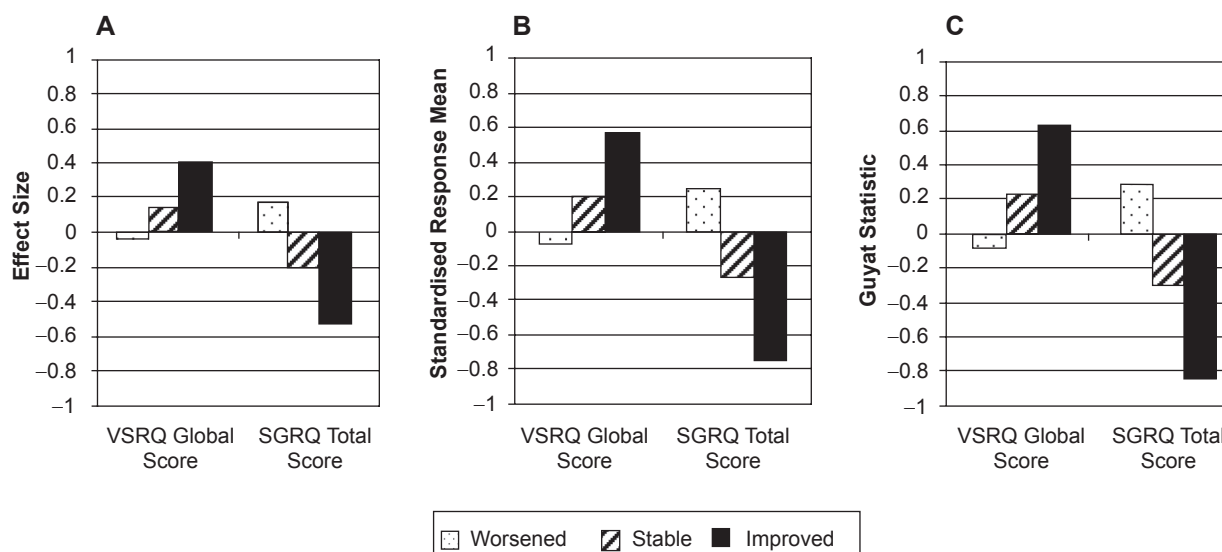 A
Effect Size
1
0.8
0.6
0.4
0.2
0
−0.2
−0.4
−0.6
−0.8
−1
VSRQ Global
Score
SGRQ Total
Score
B
Standardised Response Mean
1
0.8
0.6
0.4
0.2
0
−0.2
−0.4
−0.6
−0.8
−1
VSRQ Global
Score
SGRQ Total
Score
C
Guyat Statistic
1
0.8
0.6
0.4
0.2
0
−0.2
−0.4
−0.6
−0.8
−1
VSRQ Global
Score
SGRQ Total
Score
Worsened Stable Improved